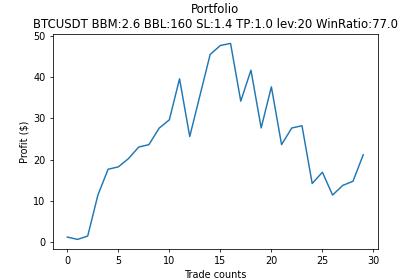 Portfolio
BTCUSDT BBM:2.6 BBL:160 SL:1.4 TP:1.0 lev:20 WinRatio:77.0
50
40
30
20
10
0
Profit ($)
0 5 10 15 20 25 30
Trade counts